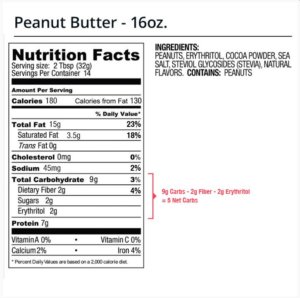 Peanut Butter - 16oz.
Nutrition Facts
Serving Size: 2 Tbsp (32g)
Servings Per Container 14
Amount Per Serving
Calories 180 Calories from Fat 130
% Daily Value*
Total Fat 15g 23%
Saturated Fat 3.5g 18%
Trans Fat 0g
Cholesterol 0mg 0%
Sodium 45mg 2%
Total Carbohydrate 9g 3%
Dietary Fiber 2g 4%
Sugars 2g
Erythritol 2g
Protein 7g
Vitamin A 0% • Vitamin C 0%
Calcium 2% • Iron 4%
* Percent Daily Values are based on a 2,000 calorie diet.
INGREDIENTS:
PEANUTS, ERYTHRITOL, COCOA POWDER, SEA
SALT, STEVIOL GLYCOSIDES (STEVIA), NATURAL
FLAVORS. CONTAINS: PEANUTS
9g Carbs - 2g Fiber - 2g Erythritol
= 5 Net Carbs